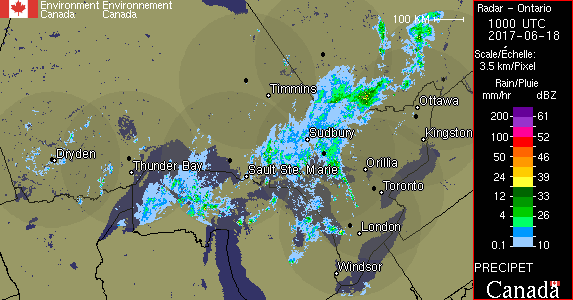 Environment Environnement
Canada Canada
100 KM
Radar - Ontario
1000 UTC
2017-06-18
Scale/Échelle:
3.5 km/Pixel
Rain/Pluie
mm/hr dBZ
200 61
100 52
50 46
24 39
12 33
4 26
0.1 10
PRECIPET
Canada
Timmins
Ottawa
Sudbury
Kingston
Dryden
Thunder Bay
Sault Ste. Marie
Orillia
Toronto
London
Windsor